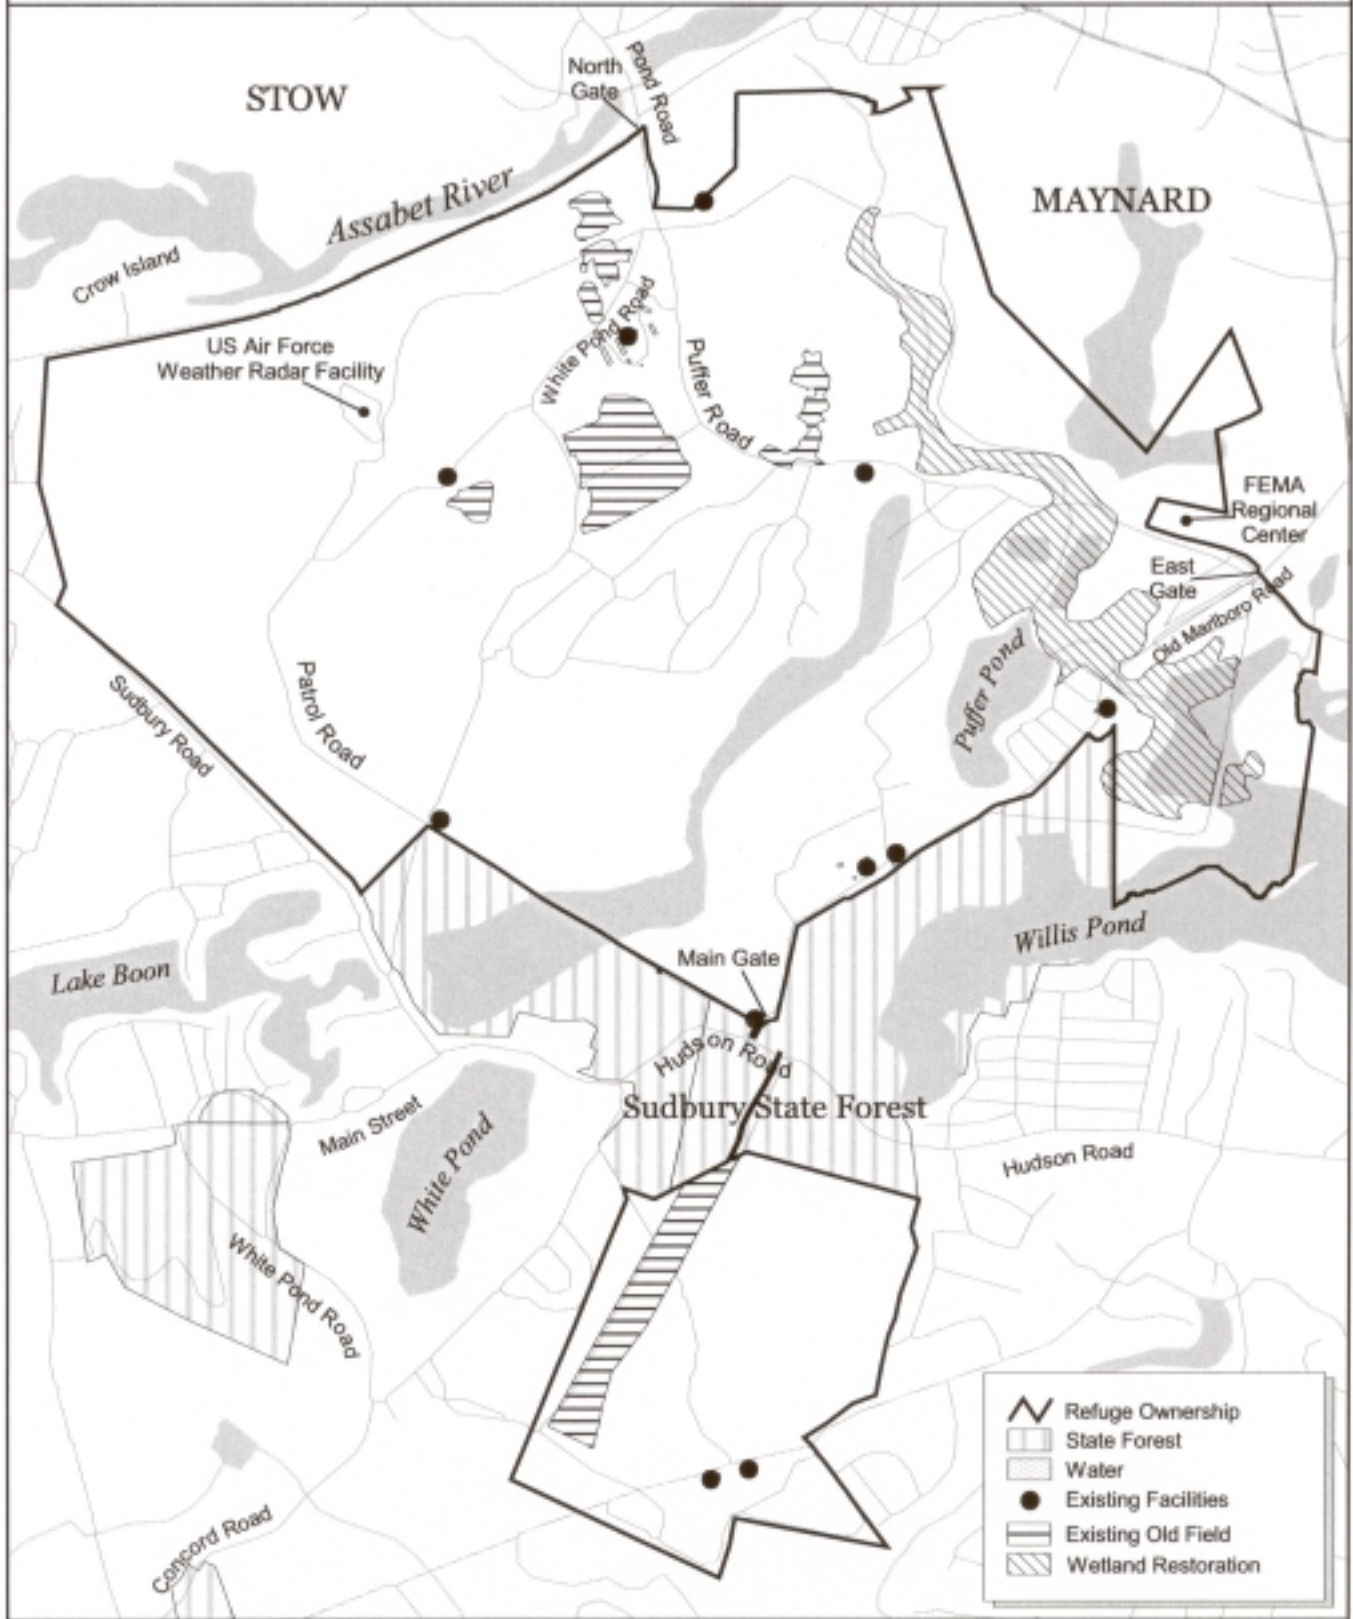 North
Gate
Pond Road
STOW
Assabet River
MAYNARD
Crow Island
US Air Force
Weather Radar Facility
White Pond Road
Puffer Road
FEMA
Regional
Center
East
Gate
Old Marlboro Road
Puffer Pond
Patrol Road
Sudbury Road
Willis Pond
Main Gate
Lake Boon
Hudson Road
Sudbury State Forest
Main Street
White Pond
Hudson Road
White Pond Road
Concord Road
Refuge Ownership
State Forest
Water
Existing Facilities
Existing Old Field
Wetland Restoration